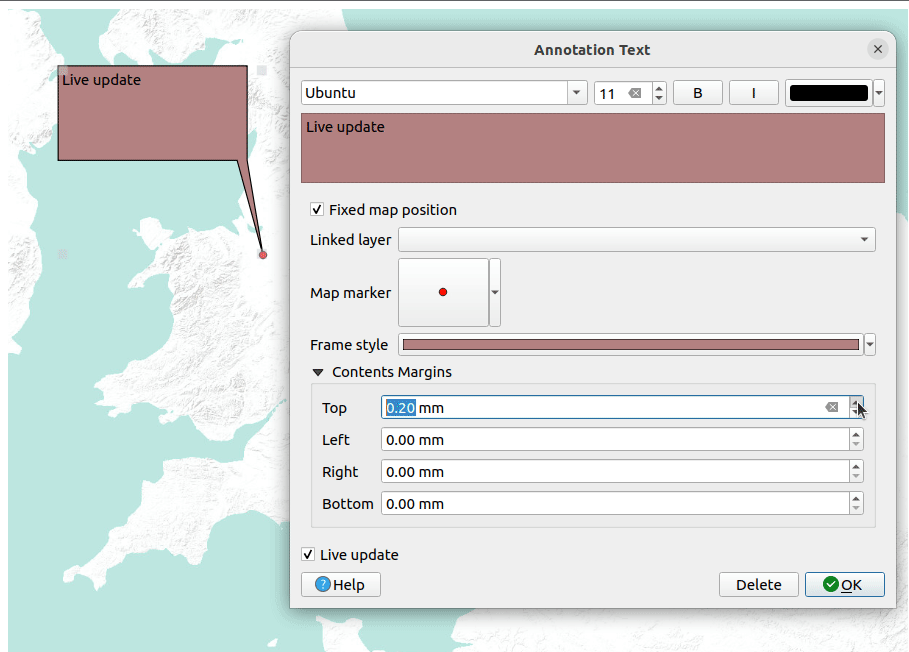 Annotation Text
Live update
Ubuntu
11
B
I
Live update
Fixed map position
Linked layer
Map marker
Frame style
Contents Margins
Top 0.20 mm
Left 0.00 mm
Right 0.00 mm
Bottom 0.00 mm
Live update
? Help
Delete
OK